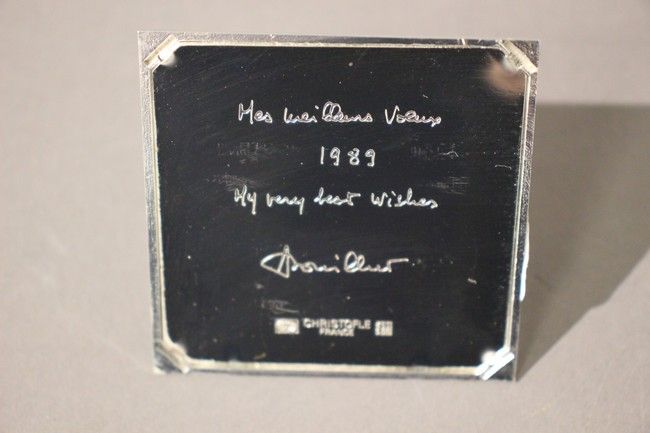 Mes meilleurs Voeux
1989
My very best Wishes
CHRISTOFLE
FRANCE